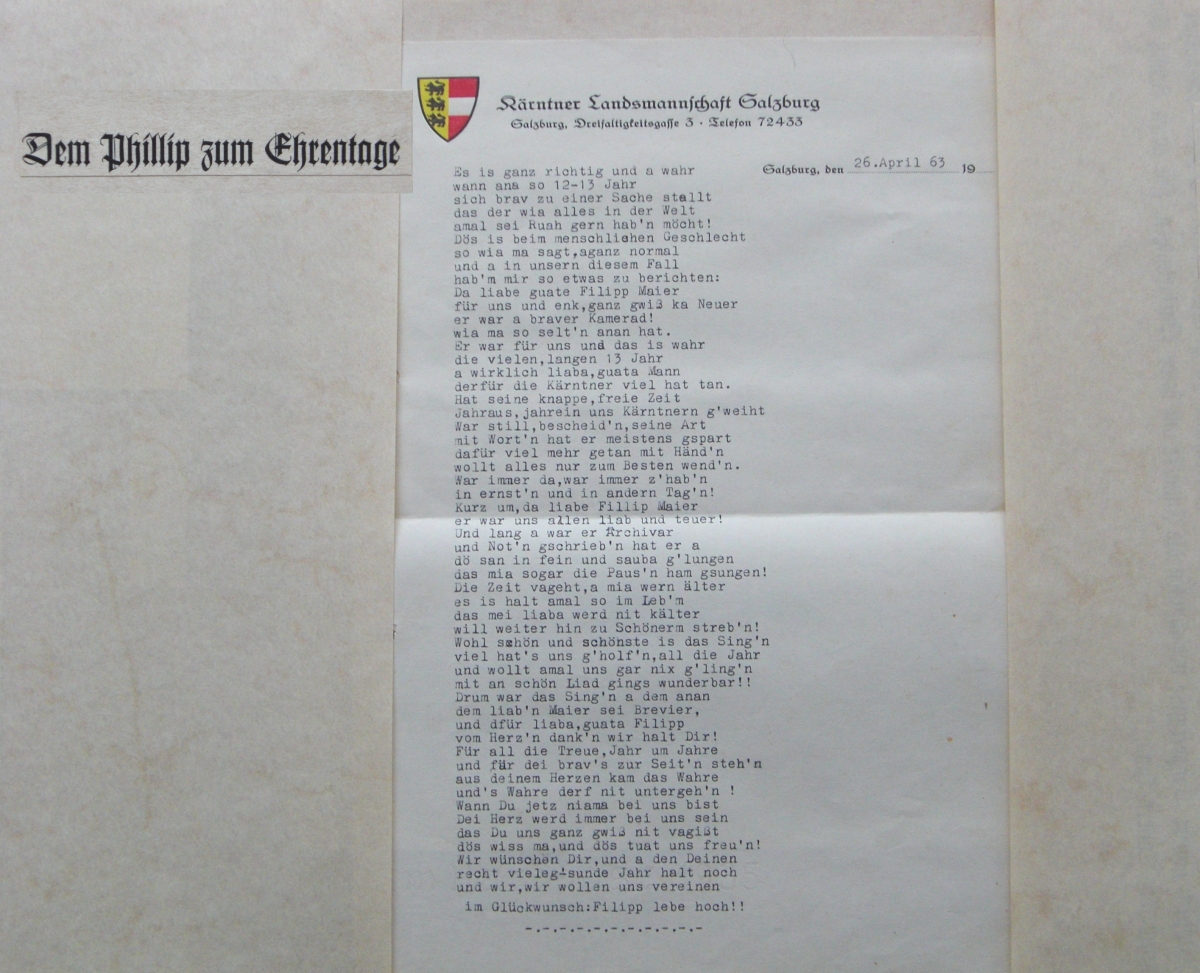 Dem Phillip zum Ehrentage
Kärntner Landsmannschaft Salzburg
Salzburg, Dreifaltigkeitsgasse 3 · Telefon 72433
Salzburg, den 26.April 63 19
Es is ganz richtig und a wahr
wann ana so 12-13 Jahr
sich brav zu einer Sache stallt
das der wia alles in der Welt
amal sei Ruah gern hab'n möcht!
Dös is beim menschlichen Geschlecht
so wia ma sagt,aganz normal
und a in unsern diesem Fall
hab'm mir so etwas zu berichten:
Da liabe guate Filipp Maier
für uns und enk,ganz gwiß ka Neuer
er war a braver Kamerad!
wia ma so selt'n anan hat.
Er war für uns und das is wahr
die vielen,langen 13 Jahr
a wirklich liaba,guata Mann
derfür die Kärntner viel hat tan.
Hat seine knappe,freie Zeit
Jahraus,jahrein uns Kärntnern g'weiht
War still,bescheid'n,seine Art
mit Wort'n hat er meistens gspart
dafür viel mehr getan mit Händ'n
wollt alles nur zum Besten wend'n.
War immer da,war immer z'hab'n
in ernst'n und in andern Tag'n!
Kurz um,da liabe Fillip Maier
er war uns allen liab und teuer!
Und lang a war er Archivar
und Not'n gschrieb'n hat er a
dö san in fein und sauba g'lungen
das mia sogar die Paus'n ham gsungen!
Die Zeit vageht,a mia wern älter
es is halt amal so im Leb'm
das mei liaba werd nit kälter
will weiter hin zu Schönerm streb'n!
Wohl schön und schönste is das Sing'n
viel hat's uns g'holf'n,all die Jahr
und wollt amal uns gar nix g'ling'n
mit an schön Liad gings wunderbar!!
Drum war das Sing'n a dem anan
dem liab'n Maier sei Brevier,
und dfür liaba,guata Filipp
vom Herz'n dank'n wir halt Dir!
Für all die Treue,Jahr um Jahre
und für dei brav's zur Seit'n steh'n
aus deinem Herzen kam das Wahre
und's Wahre derf nit untergeh'n !
Wann Du jetz niama bei uns bist
Dei Herz werd immer bei uns sein
das Du uns ganz gwiß nit vagißt
dös wiss ma,und dös tuat uns freu'n!
Wir wünschen Dir,und a den Deinen
recht vieleg'sunde Jahr halt noch
und wir,wir wollen uns vereinen
im Glückwunsch:Filipp lebe hoch!!